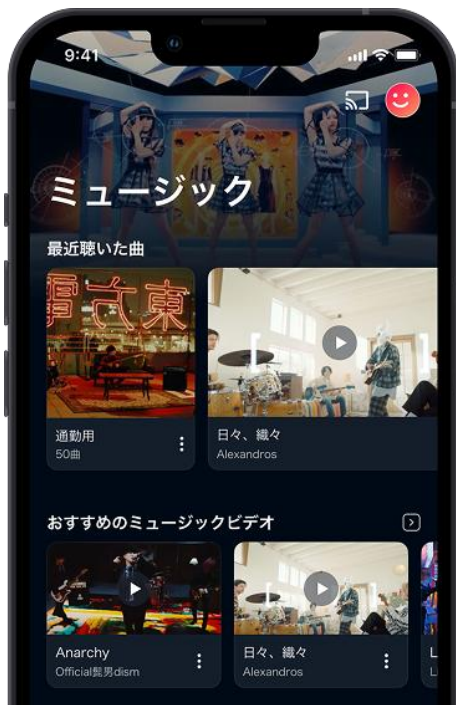 9:41
ミュージック
最近聴いた曲
通勤用
50曲
日々、織々
Alexandros
おすすめのミュージックビデオ
Anarchy
Official髭男dism
日々、織々
Alexandros
L